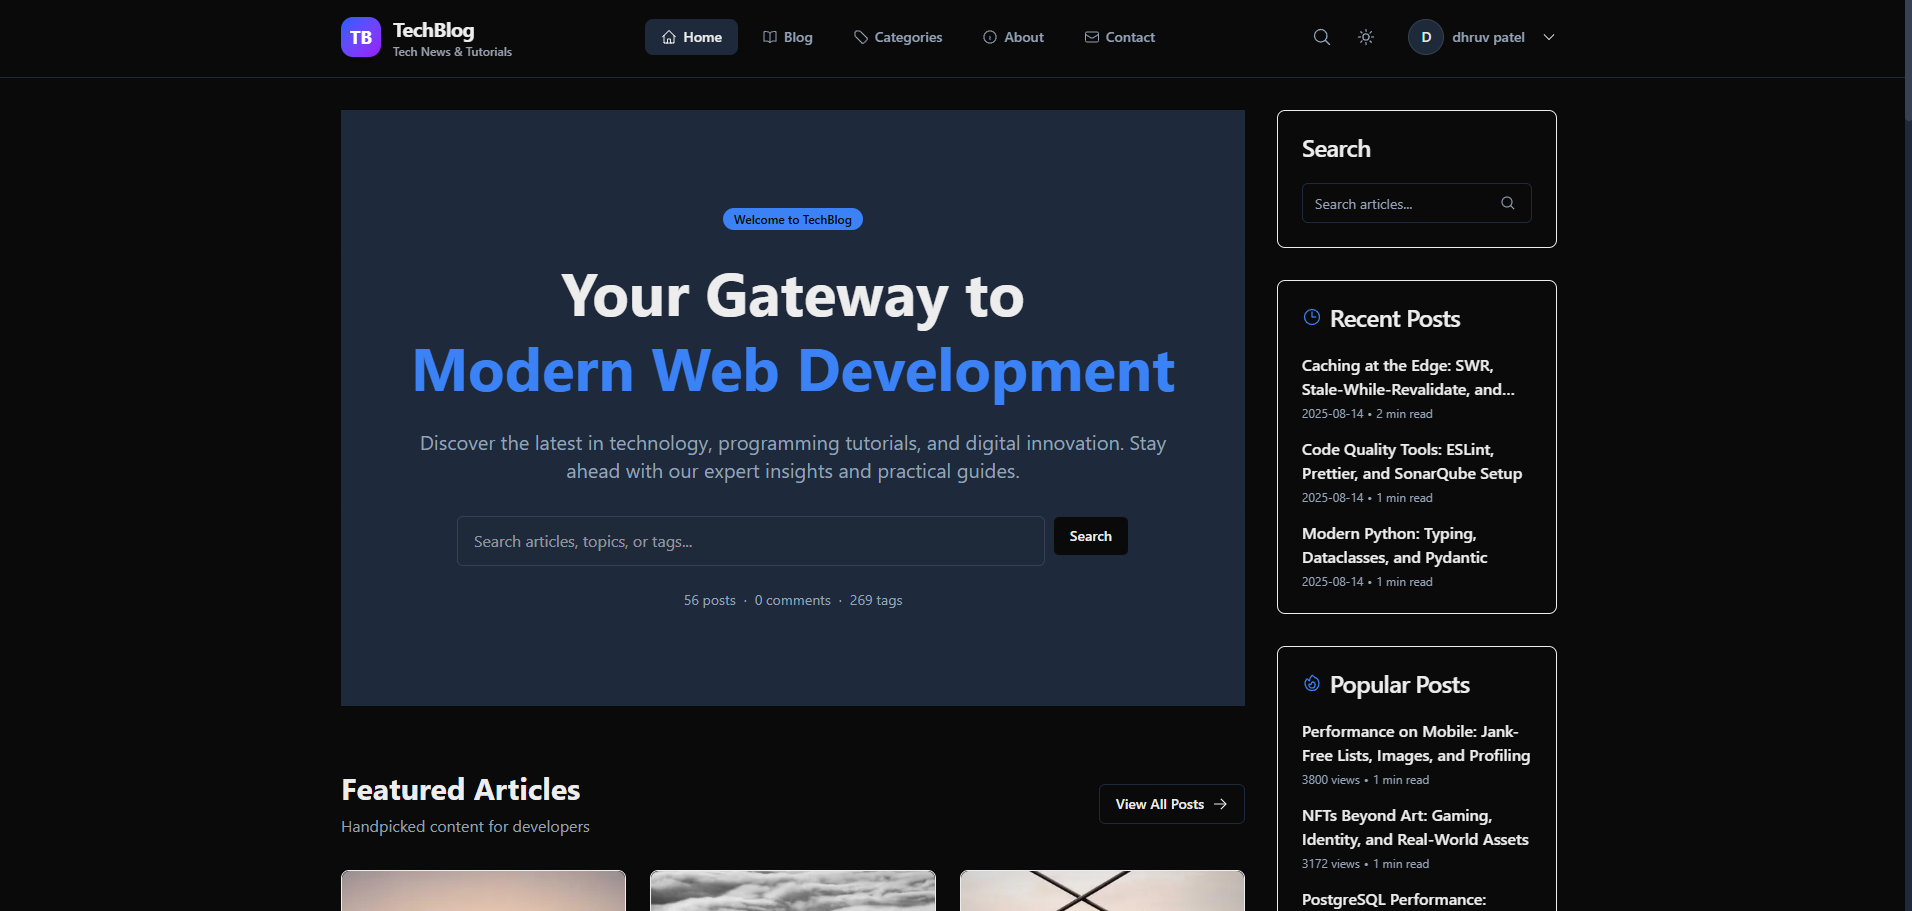 TB
TechBlog
Tech News & Tutorials
Home
Blog
Categories
About
Contact
D
dhruv patel
Welcome to TechBlog
Your Gateway to
Modern Web Development
Discover the latest in technology, programming tutorials, and digital innovation. Stay
ahead with our expert insights and practical guides.
Search articles, topics, or tags...
Search
56 posts · 0 comments · 269 tags
Featured Articles
Handpicked content for developers
View All Posts
Search
Search articles...
Recent Posts
Caching at the Edge: SWR,
Stale-While-Revalidate, and...
2025-08-14 • 2 min read
Code Quality Tools: ESLint,
Prettier, and SonarQube Setup
2025-08-14 • 1 min read
Modern Python: Typing,
Dataclasses, and Pydantic
2025-08-14 • 1 min read
Popular Posts
Performance on Mobile: Jank-
Free Lists, Images, and Profiling
3800 views • 1 min read
NFTs Beyond Art: Gaming,
Identity, and Real-World Assets
3172 views • 1 min read
PostgreSQL Performance: